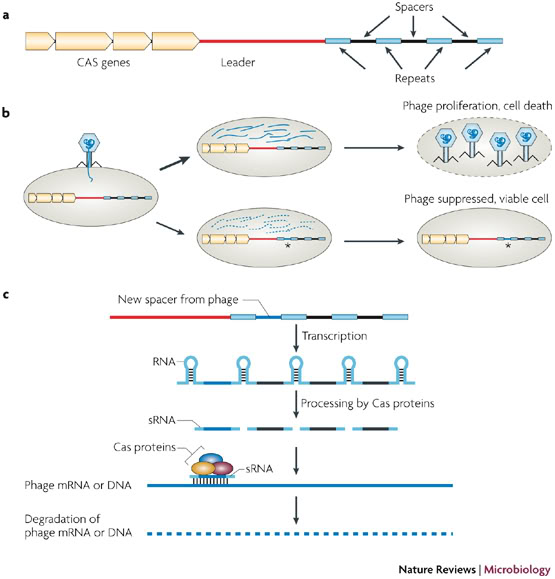 a
Spacers
CAS genes
Leader
Repeats
b
Phage proliferation, cell death
Phage suppressed, viable cell
*
*
c
New spacer from phage
Transcription
RNA
Processing by Cas proteins
sRNA
Cas proteins
sRNA
Phage mRNA or DNA
Degradation of
phage mRNA or DNA
Nature Reviews | Microbiology